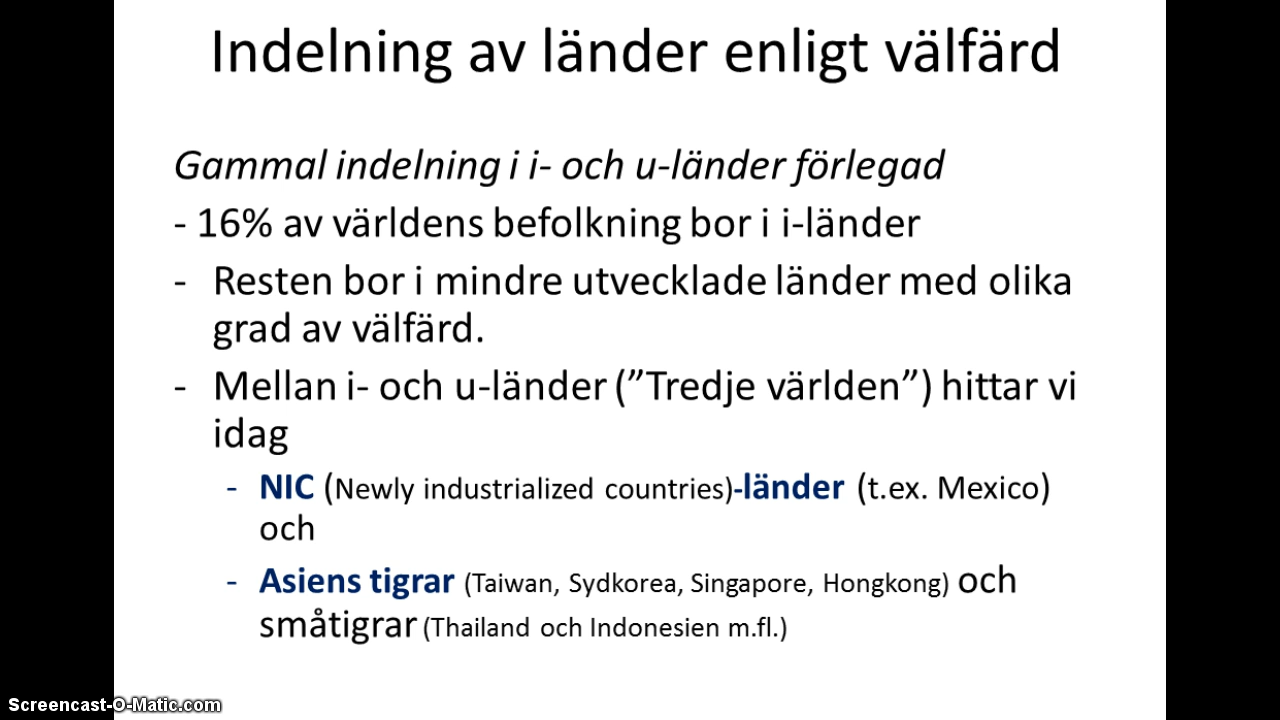 Indelning av länder enligt välfärd
Gammal indelning i i- och u-länder förlegad
- 16% av världens befolkning bor i i-länder
- Resten bor i mindre utvecklade länder med olika
grad av välfärd.
- Mellan i- och u-länder (”Tredje världen”) hittar vi
idag
- NIC (Newly industrialized countries)-länder (t.ex. Mexico)
och
- Asiens tigrar (Taiwan, Sydkorea, Singapore, Hongkong) och
småtigrar (Thailand och Indonesien m.fl.)
Screencast-O-Matic.com